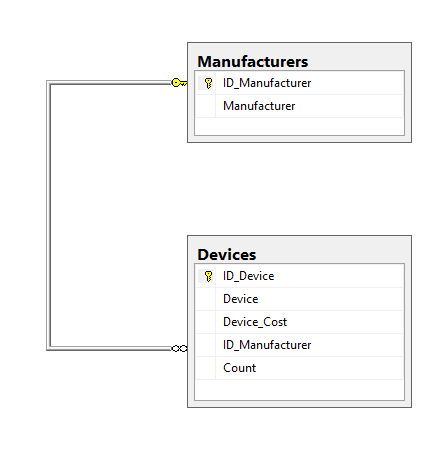 Manufacturers
ID_Manufacturer
Manufacturer
Devices
ID_Device
Device
Device_Cost
ID_Manufacturer
Count